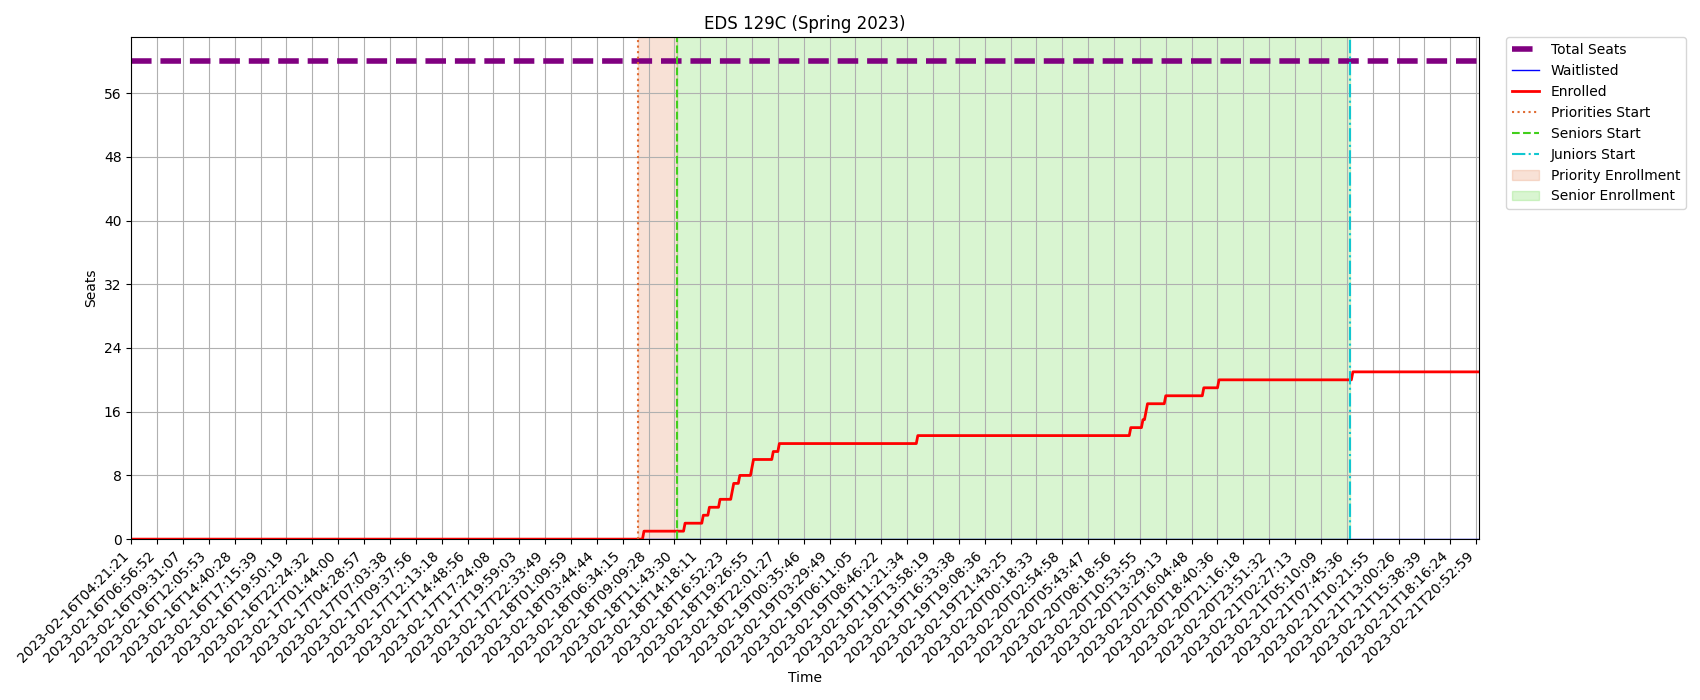 EDS 129C (Spring 2023)
Total Seats
Waitlisted
Enrolled
Priorities Start
Seniors Start
Juniors Start
Priority Enrollment
Senior Enrollment
Seats
56
48
40
32
24
16
8
0
2023-02-16T04:21:21
2023-02-16T06:56:52
2023-02-16T09:31:07
2023-02-16T12:05:53
2023-02-16T14:40:28
2023-02-16T17:15:39
2023-02-16T19:50:19
2023-02-16T22:24:32
2023-02-17T01:44:00
2023-02-17T04:28:57
2023-02-17T07:03:38
2023-02-17T09:37:56
2023-02-17T12:13:18
2023-02-17T14:48:56
2023-02-17T17:24:08
2023-02-17T19:59:03
2023-02-17T22:33:49
2023-02-18T01:09:59
2023-02-18T03:44:44
2023-02-18T06:34:15
2023-02-18T09:09:28
2023-02-18T11:43:30
2023-02-18T14:18:11
2023-02-18T16:52:23
2023-02-18T19:26:55
2023-02-18T22:01:27
2023-02-19T00:35:46
2023-02-19T03:29:49
2023-02-19T06:11:05
2023-02-19T08:46:22
2023-02-19T11:21:34
2023-02-19T13:58:19
2023-02-19T16:33:38
2023-02-19T19:08:36
2023-02-19T21:43:25
2023-02-20T00:18:33
2023-02-20T02:54:58
2023-02-20T05:43:47
2023-02-20T08:18:56
2023-02-20T10:53:55
2023-02-20T13:29:13
2023-02-20T16:04:48
2023-02-20T18:40:36
2023-02-20T21:16:18
2023-02-20T23:51:32
2023-02-21T02:27:13
2023-02-21T05:10:09
2023-02-21T07:45:36
2023-02-21T10:21:55
2023-02-21T13:00:26
2023-02-21T15:38:39
2023-02-21T18:16:24
2023-02-21T20:52:59
Time